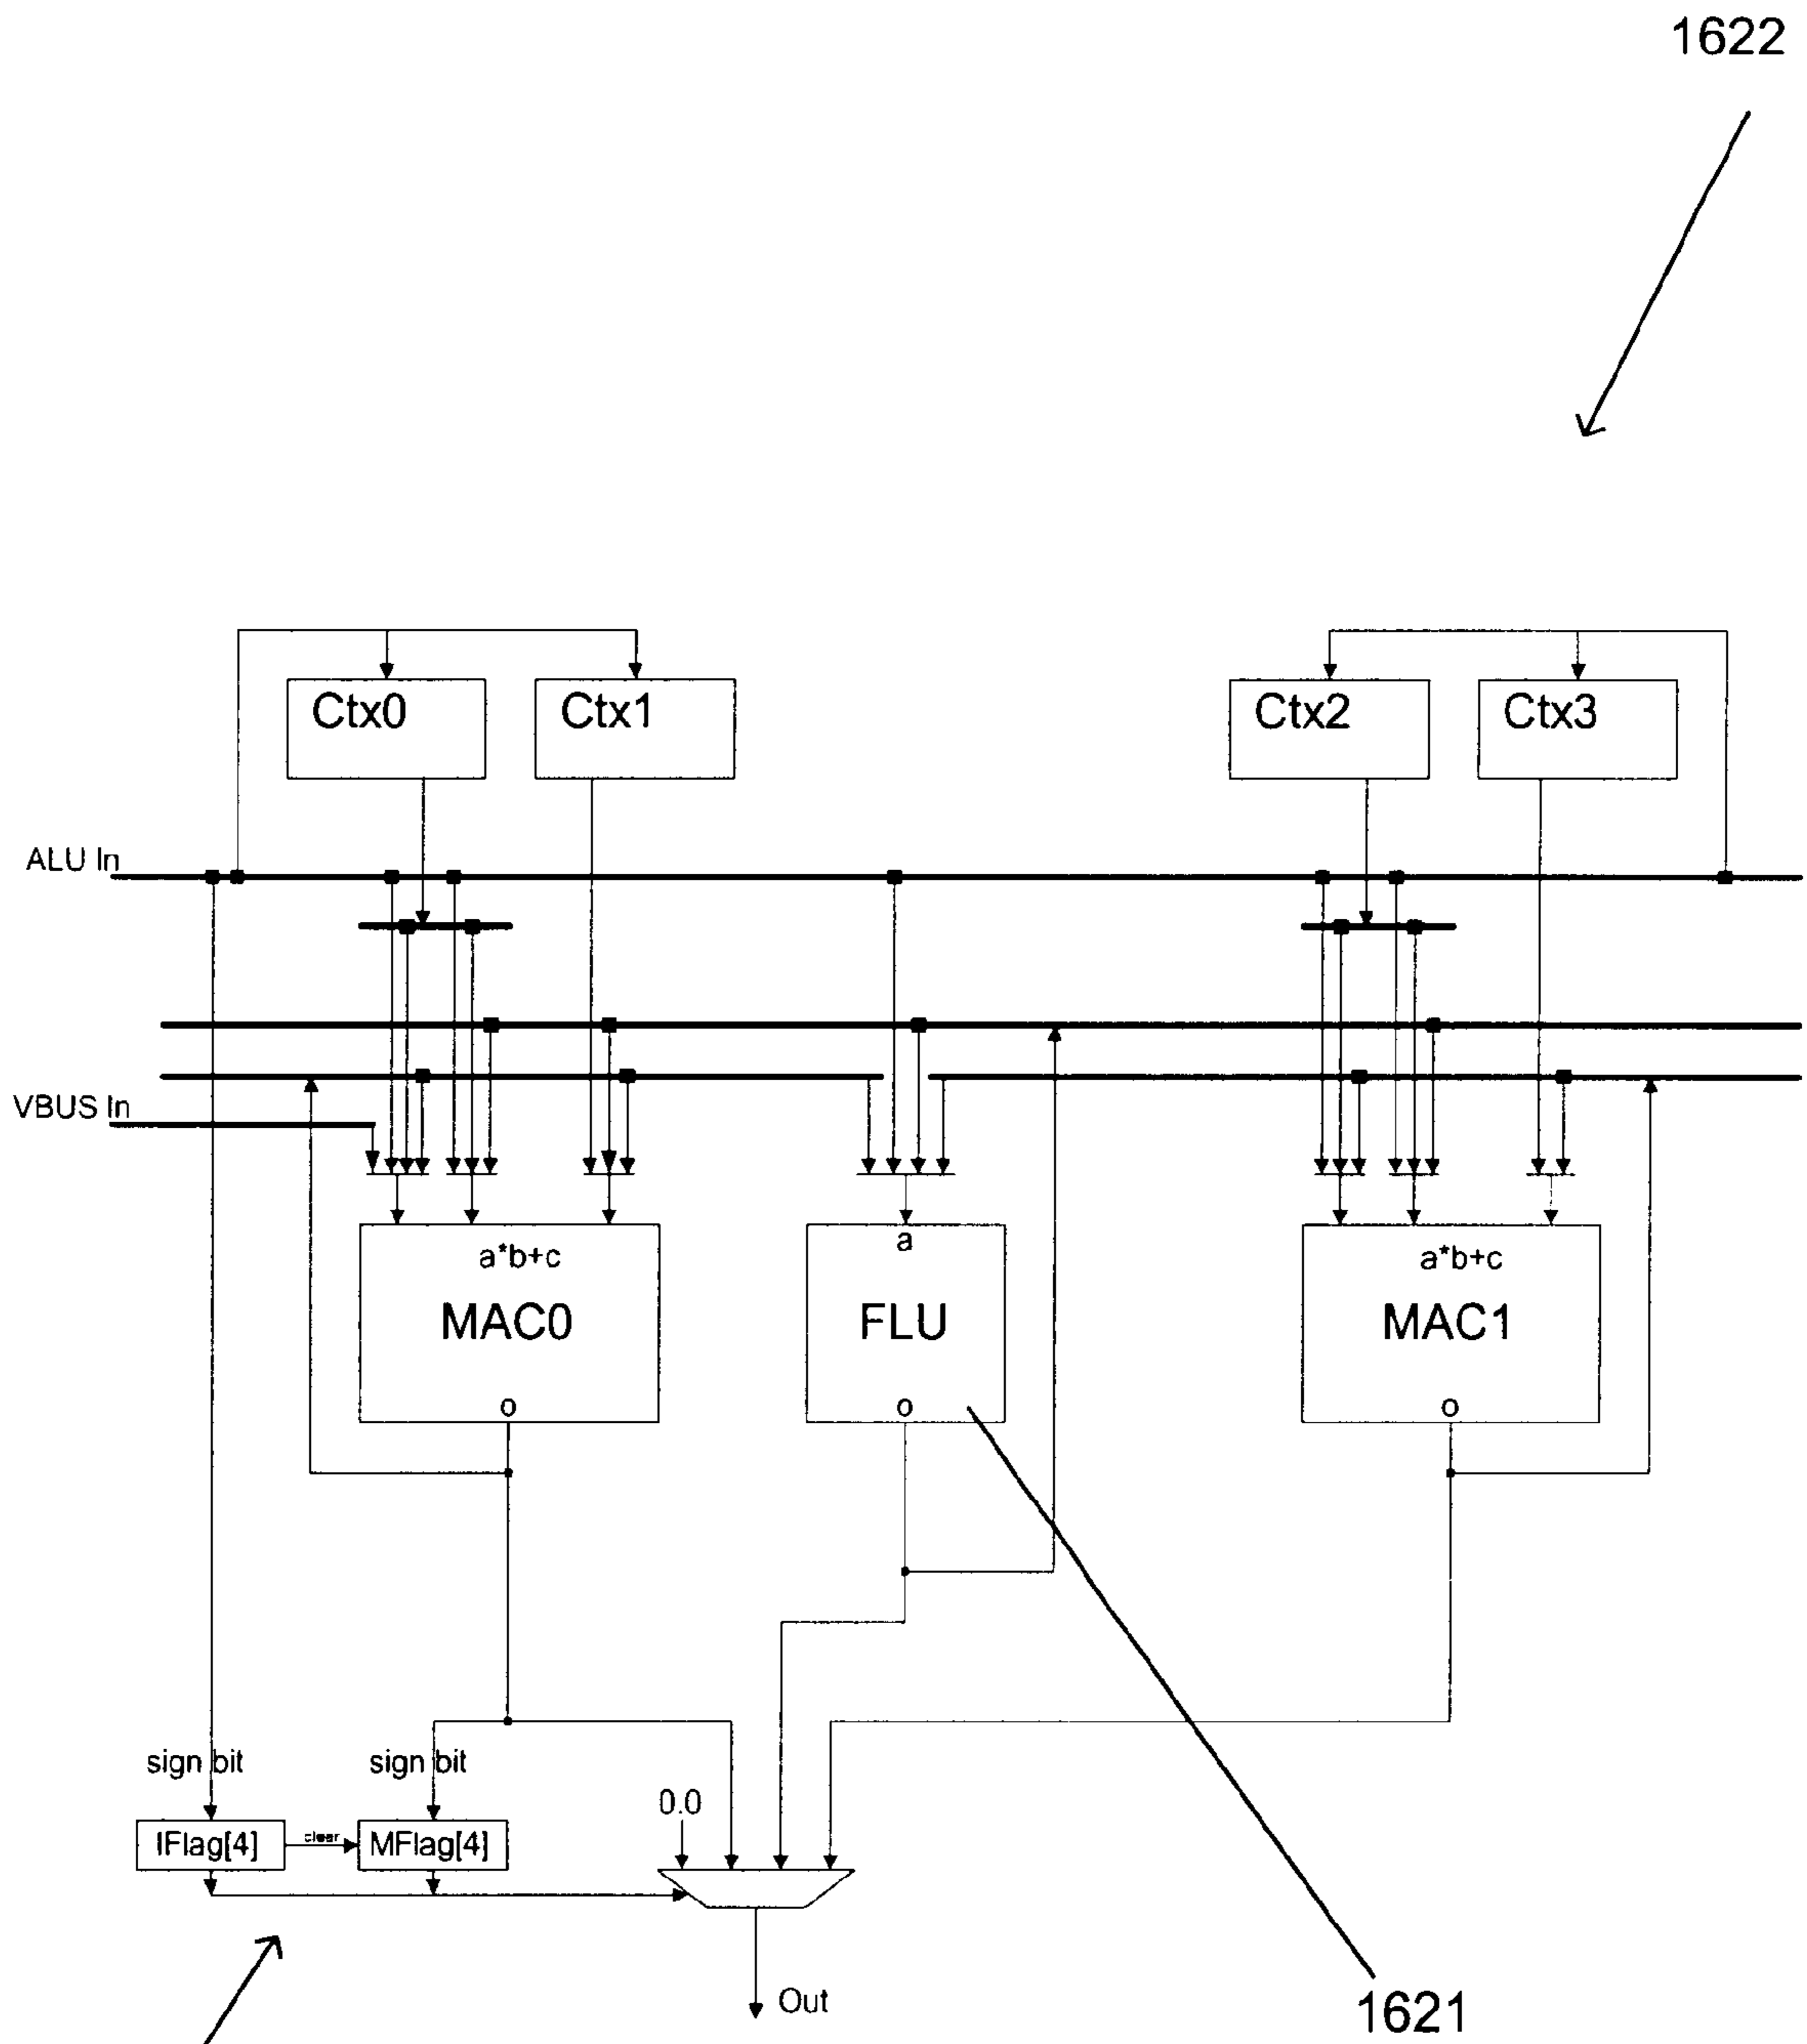 1622
Ctx0
Ctx1
Ctx2
Ctx3
ALU In
VBUS In
a*b+c
MAC0
o
a
FLU
o
a*b+c
MAC1
o
sign bit
sign bit
0.0
IFlag[4]
clear
MFlag[4]
Out
1621